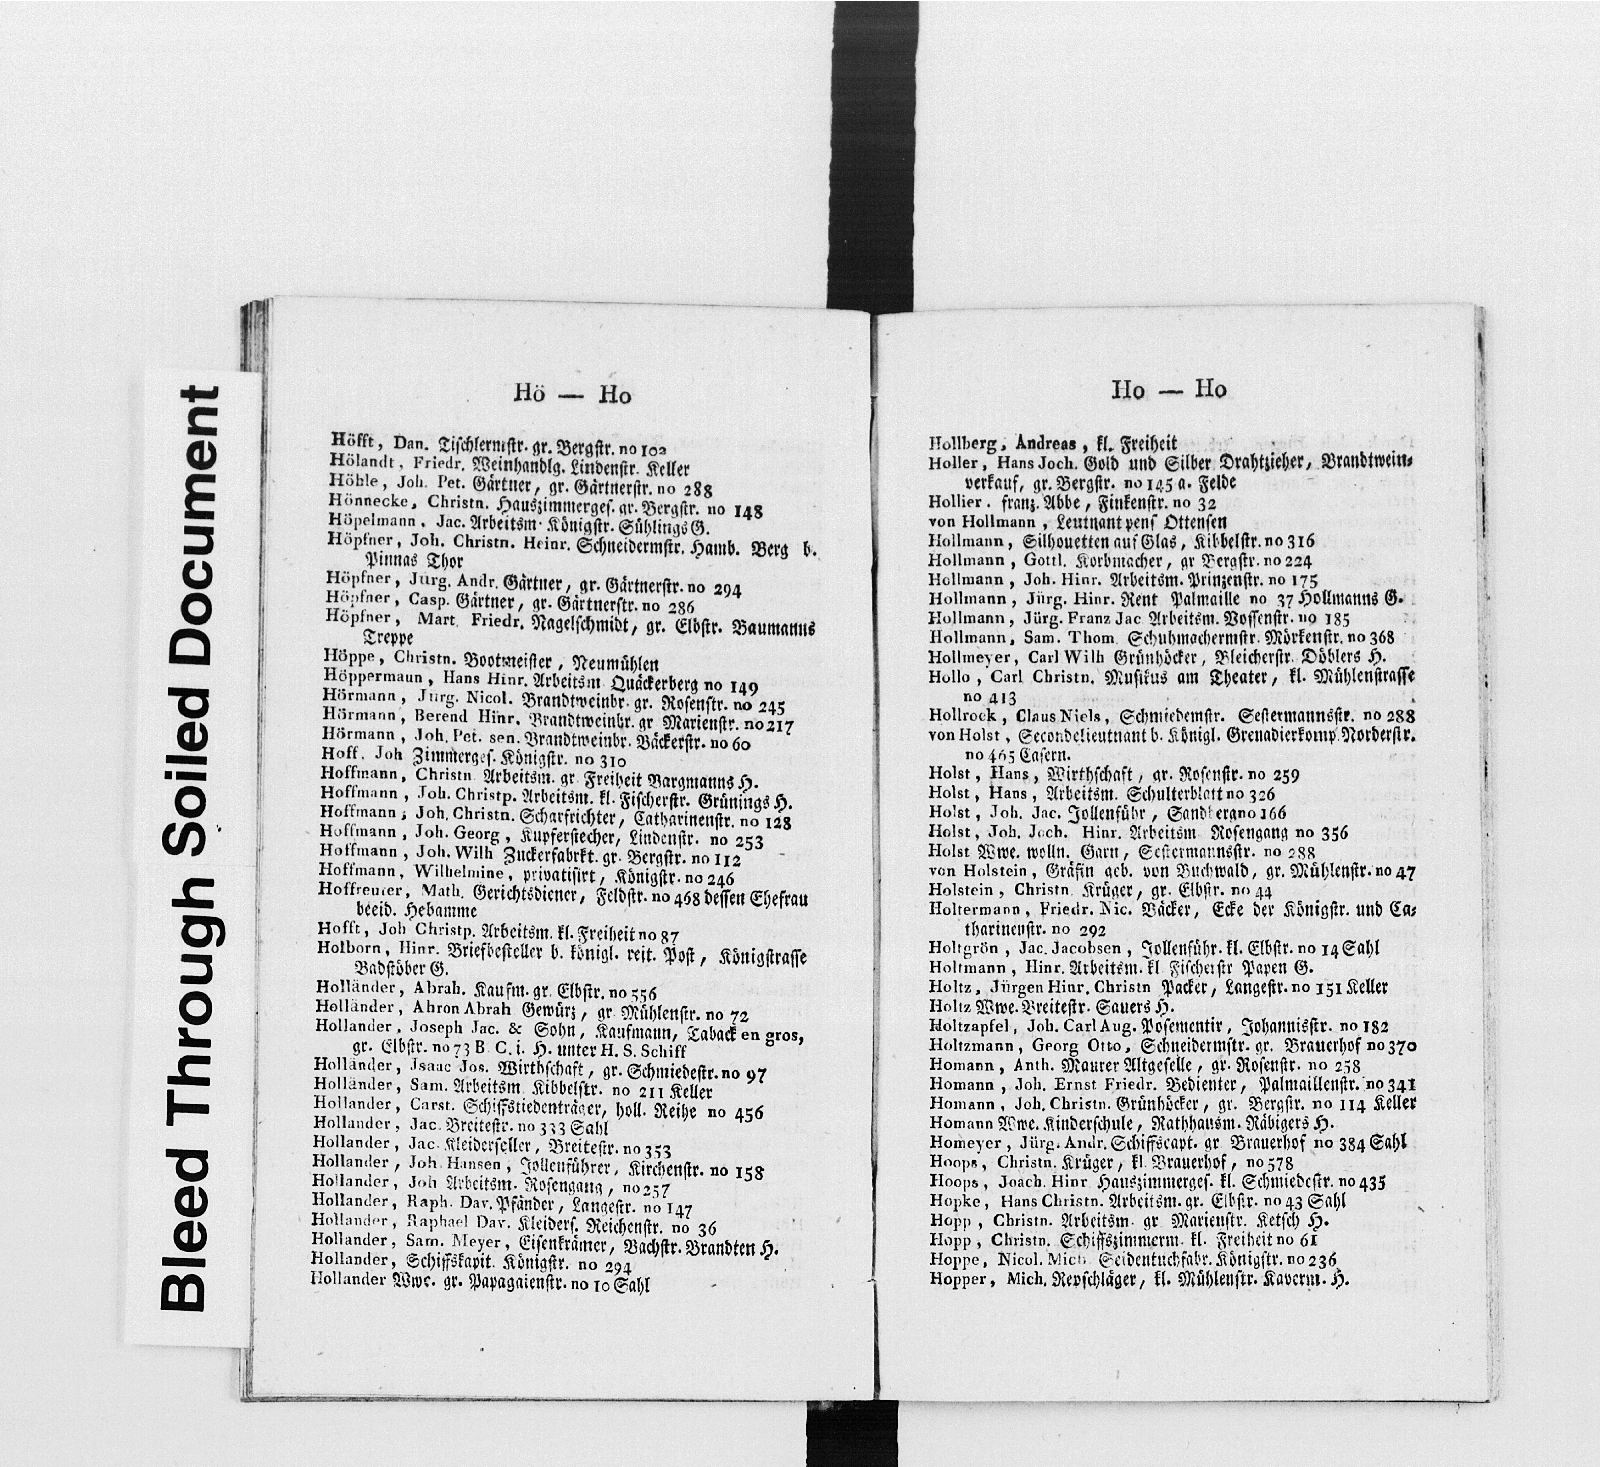 Bleed Through Soiled Document
Hö — Ho
Höfft, Dan. Tischlermstr. gr. Bergstr. no 102
Hölandt, Friedr. Weinhandlg. Lindenstr. Keller
Höhle, Joh. Pet. Gärtner, gr. Gärtnerstr. no 288
Hönnecke, Christn. Hauszimmerges. gr. Bergstr. no 148
Höpelmann, Jac. Arbeitsm. Königstr. Sühlings G.
Höpfner, Joh. Christn. Heinr. Schneidermstr. Hamb. Berg b.
Pinnas Thor
Höpfner, Jürg. Andr. Gärtner, gr. Gärtnerstr. no 294
Höpfner, Casp. Gärtner, gr. Gärtnerstr. no 286
Höpfner, Mart. Friedr. Nagelschmidt, gr. Elbstr. Baumanns
Treppe
Höppe, Christn. Bootmeister, Neumühlen
Höppermann, Hans Hinr. Arbeitsm Quäckerberg no 149
Hörmann, Jürg. Nicol. Brandtweinbr. gr. Rosenstr. no 245
Hörmann, Berend Hinr. Brandtweinbr. gr Marienstr. no 217
Hörmann, Joh. Pet. sen. Brandtweinbr. Bäckerstr. no 60
Hoff, Joh Zimmerges. Königstr. no 310
Hoffmann, Christn Arbeitsm. gr Freiheit Bargmanns H.
Hoffmann, Joh. Christp. Arbeitsm. kl. Fischerstr. Grünings H.
Hoffmann, Joh. Christn. Scharfrichter, Catharinenstr. no 128
Hoffmann, Joh. Georg, Kupferstecher, Lindenstr. no 253
Hoffmann, Joh. Wilh Zuckerfabrkt. gr. Bergstr. no 112
Hoffmann, Wilhelmine, privatisirt, Königstr. no 246
Hoffreuter, Math. Gerichtsdiener, Feldstr. no 468 dessen Ehefrau
beeid. Hebamme
Hofft, Joh Christp. Arbeitsm. kl. Freiheit no 87
Holborn, Hinr. Briefbesteller b. königl. reit. Post, Königstrasse
Badstöber G.
Holländer, Abrah. Kaufm. gr. Elbstr. no 556
Holländer, Ahron Abrah Gewürz, gr Mühlenstr. no 72
Hollander, Joseph Jac. & Sohn, Kaufmann, Taback en gros,
gr. Elbstr. no 73 B. C. i. H. unter H. S. Schiff
Holländer, Isaac Jos. Wirthschaft, gr. Schmiedestr. no 97
Holländer, Sam. Arbeitsm Kibbelstr. no 211 Keller
Hollander, Carst. Schiffstiedenträger, holl. Reihe no 456
Hollander, Jac. Breitestr. no 333 Sahl
Hollander, Jac. Kleiderseller, Breitestr. no 353
Hollander, Joh. Hansen, Jollenführer, Kirchenstr. no 158
Hollander, Joh Arbeitsm. Rosengang, no 257
Hollander, Raph. Dav. Pfänder, Langestr. no 147
Hollander, Raphael Dav. Kleiders. Reichenstr. no 36
Hollander, Sam. Meyer, Eisenkrämer, Bachstr. Brandten H.
Hollander, Schiffskapit. Königstr. no 294
Hollander Wwe. gr. Papagaienstr. no 10 Sahl
Ho — Ho
Hollberg, Andreas, kl. Freiheit
Holler, Hans Joch. Gold und Silber Drahtzieher, Brandtwein-
verkauf, gr. Bergstr. no 145 a. Felde
Hollier, franz. Abbe, Finkenstr. no 32
von Hollmann, Leutnant pens Ottensen
Hollmann, Silhouetten auf Glas, Kibbelstr. no 316
Hollmann, Gottl. Korbmacher, gr Bergstr. no 224
Hollmann, Joh. Hinr. Arbeitsm. Prinzenstr. no 175
Hollmann, Jürg. Hinr. Rent Palmaille no 37 Hollmanns G.
Hollmann, Jürg. Franz Jac Arbeitsm. Vossenstr. no 185
Hollmann, Sam. Thom Schuhmachermstr. Mörkenstr. no 368
Hollmeyer, Carl Wilh Grünhöcker, Bleicherstr. Döblers H.
Hollo, Carl Christn. Musikus am Theater, kl. Mühlenstrasse
no 413
Hollrock, Claus Niels, Schmiedemstr. Sestermannsstr. no 288
von Holst, Secondelieutnant b. Königl. Grenadierkomp Norderstr.
no 465 Casern.
Holst, Hans, Wirthschaft, gr. Rosenstr. no 259
Holst, Hans, Arbeitsm. Schulterblatt no 326
Holst, Joh. Jac. Jollenführ, Sandberg no 166
Holst, Joh. Joch. Hinr. Arbeitsm Rosengang no 356
Holst Wwe. wolln. Garn, Sestermannsstr. no 288
von Holstein, Gräfin geb. von Buchwald, gr. Mühlenstr. no 47
Holstein, Christn. Krüger, gr. Elbstr. no 44
Holtermann, Friedr. Nic. Bäcker, Ecke der Königstr. und Ca-
tharinenstr. no 292
Holtgrön, Jac. Jacobsen, Jollenführ. kl. Elbstr. no 14 Sahl
Holtmann, Hinr. Arbeitsm. kl Fischerstr Papen G.
Holtz, Jürgen Hinr. Christn Packer, Langestr. no 151 Keller
Holtz Wwe. Breitestr. Sauers H.
Holtzapfel, Joh. Carl Aug. Posementir, Johannisstr. no 182
Holtzmann, Georg Otto, Schneidermstr. gr. Brauerhof no 370
Homann, Anth. Maurer Altgeselle, gr. Rosenstr. no 258
Homann, Joh. Ernst Friedr. Bedienter, Palmaillenstr. no 341
Homann, Joh. Christn. Grünhöcker, gr. Bergstr. no 114 Keller
Homann Wwe. Kinderschule, Rathhausm. Räbigers H.
Homeyer, Jürg. Andr. Schiffscapt. gr. Brauerhof no 384 Sahl
Hoops, Christn. Krüger, kl. Brauerhof, no 578
Hoops, Joach. Hinr Hauszimmerges. kl. Schmiedestr. no 435
Hopke, Hans Christn. Arbeitsm. gr. Elbstr. no 43 Sahl
Hopp, Christn. Arbeitsm. gr Marienstr. Ketsch H.
Hopp, Christn. Schiffszimmerm. kl. Freiheit no 61
Hoppe, Nicol. Mich. Seidentuchfabr. Königstr. no 236
Hopper, Mich. Repschläger, kl. Mühlenstr. Kaverm. H.